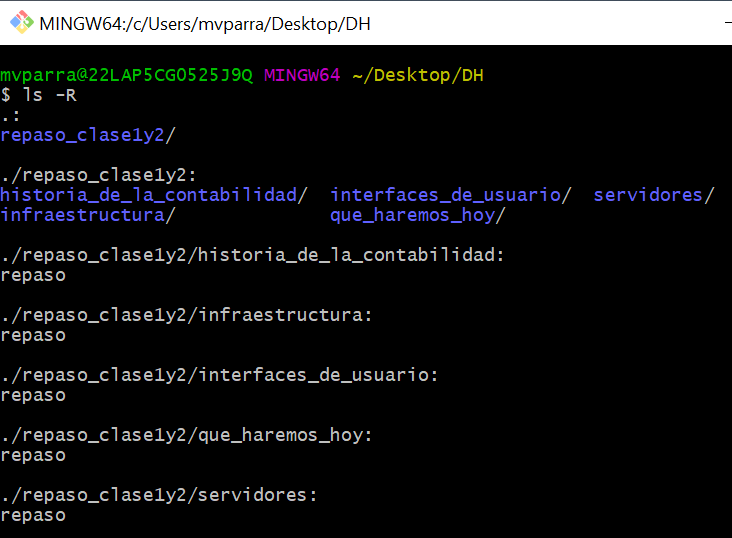 MINGW64:/c/Users/mvparra/Desktop/DH
mvparra@22LAP5CG0525J9Q MINGW64 ~/Desktop/DH
$ ls -R
.:
repaso_clase1y2/
./repaso_clase1y2:
historia_de_la_contabilidad/  interfaces_de_usuario/  servidores/
infraestructura/              que_haremos_hoy/
./repaso_clase1y2/historia_de_la_contabilidad:
repaso
./repaso_clase1y2/infraestructura:
repaso
./repaso_clase1y2/interfaces_de_usuario:
repaso
./repaso_clase1y2/que_haremos_hoy:
repaso
./repaso_clase1y2/servidores:
repaso